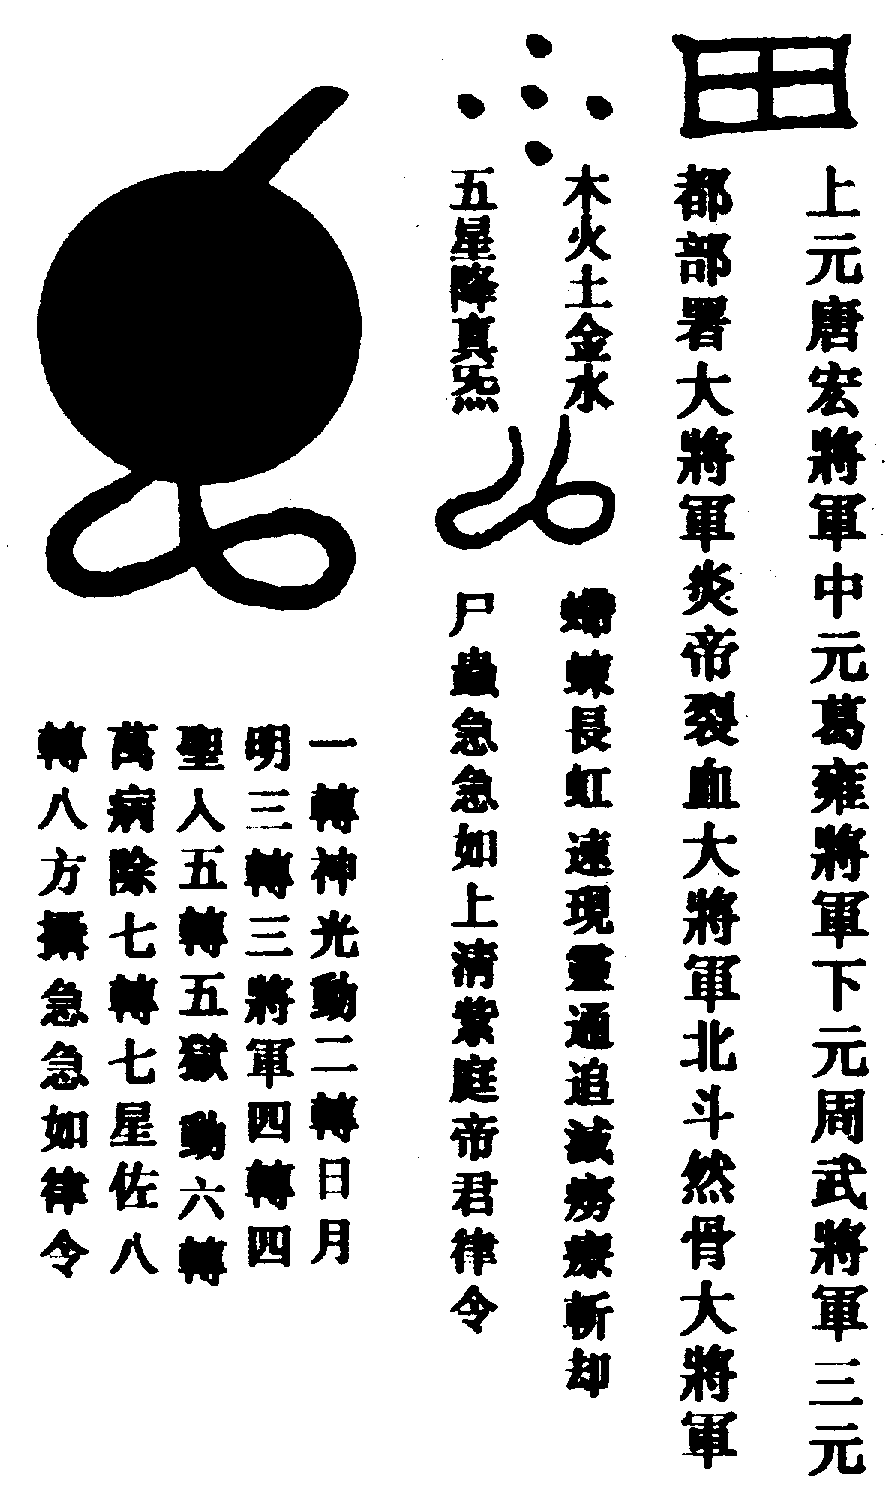 上元唐宏將軍中元葛雍將軍下元周武將軍三元
都部署大將軍炎帝裂血大將軍北斗然骨大將軍
木火土金水
五星降真炁
蝃蝀長虹速現靈通追滅癆瘵斬却
尸蟲急急如上清紫庭帝君律令
一轉神光動二轉日月
明三轉三將軍四轉四
聖人五轉五獄動六轉
萬病除七轉七星佐八
轉八方攝急急如律令